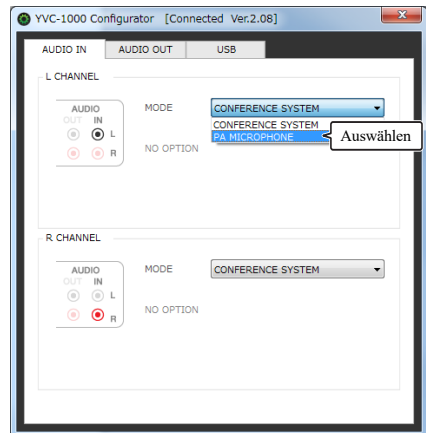 YVC-1000 Configurator [Connected Ver.2.08]
AUDIO IN AUDIO OUT USB
L CHANNEL
AUDIO
OUT IN
L
R
MODE
CONFERENCE SYSTEM
CONFERENCE SYSTEM
PA MICROPHONE
Auswählen
NO OPTION
R CHANNEL
AUDIO
OUT IN
L
R
MODE
CONFERENCE SYSTEM
NO OPTION